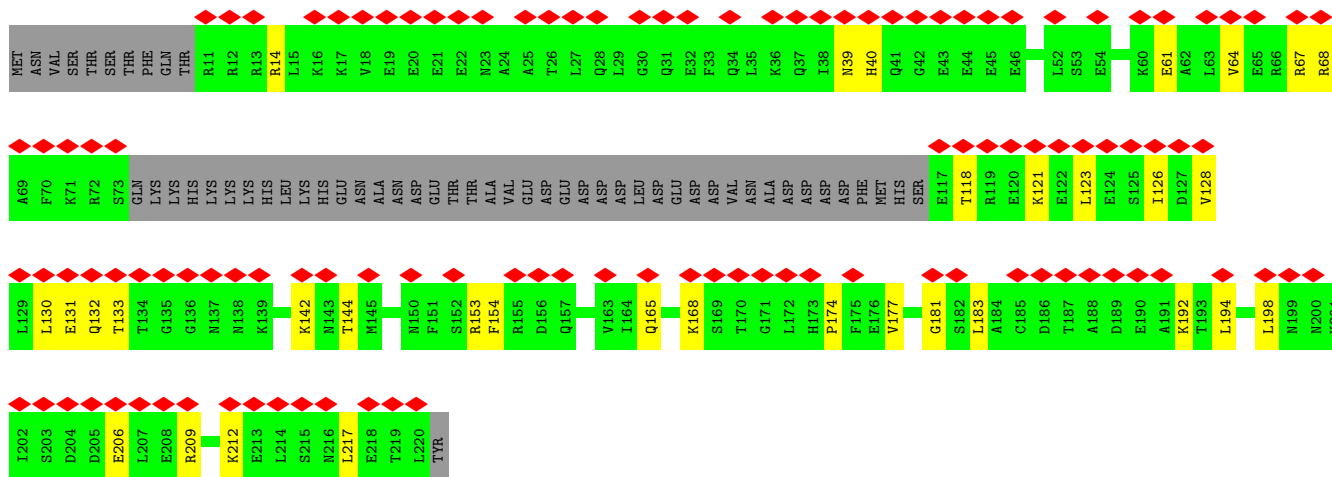 MET ASN VAL SER THR SER THR PHE GLN THR R11 R12 R13 R14 L15 K16 K17 V18 E19 E20 E21 E22 N23 A24 A25 T26 L27 Q28 L29 G30 Q31 E32 F33 Q34 L35 K36 Q37 I38 N39 H40 Q41 G42 E43 E44 E45 E46 L52 S53 E54 K60 E61 A62 L63 V64 E65 R66 R67 R68
A69 F70 K71 R72 S73 GLN LYS LYS HIS LYS LYS LYS HIS LEU LYS HIS GLU ASN ALA ASN ASP GLU THR THR ALA VAL GLU ASP GLU ASP ASP ASP LEU ASP GLU ASP ASP VAL ASN ALA ASP ASP ASP ASP PHE MET HIS SER E117 T118 R119 E120 K121 E122 L123 E124 S125 I126 D127 V128
L129 L130 E131 Q132 T133 T134 G135 G136 N137 N138 K139 K142 N143 T144 M145 N150 F151 S152 R153 F154 R155 D156 Q157 V163 I164 Q165 K168 S169 T170 G171 L172 H173 P174 F175 E176 V177 G181 S182 L183 A184 C185 D186 T187 A188 D189 E190 A191 K192 T193 L194 L198 N199 N200
I202 S203 D204 D205 E206 L207 E208 R209 K212 E213 L214 S215 N216 L217 E218 T219 L220 TYR